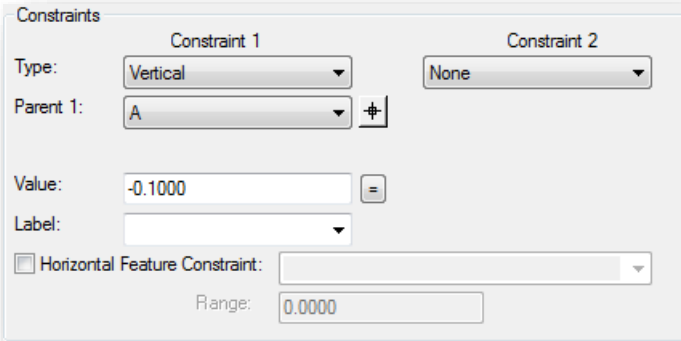 Constraints
Constraint 1 Constraint 2
Type: Vertical None
Parent 1: A
Value: -0.1000 =
Label:
Horizontal Feature Constraint:
Range: 0.0000